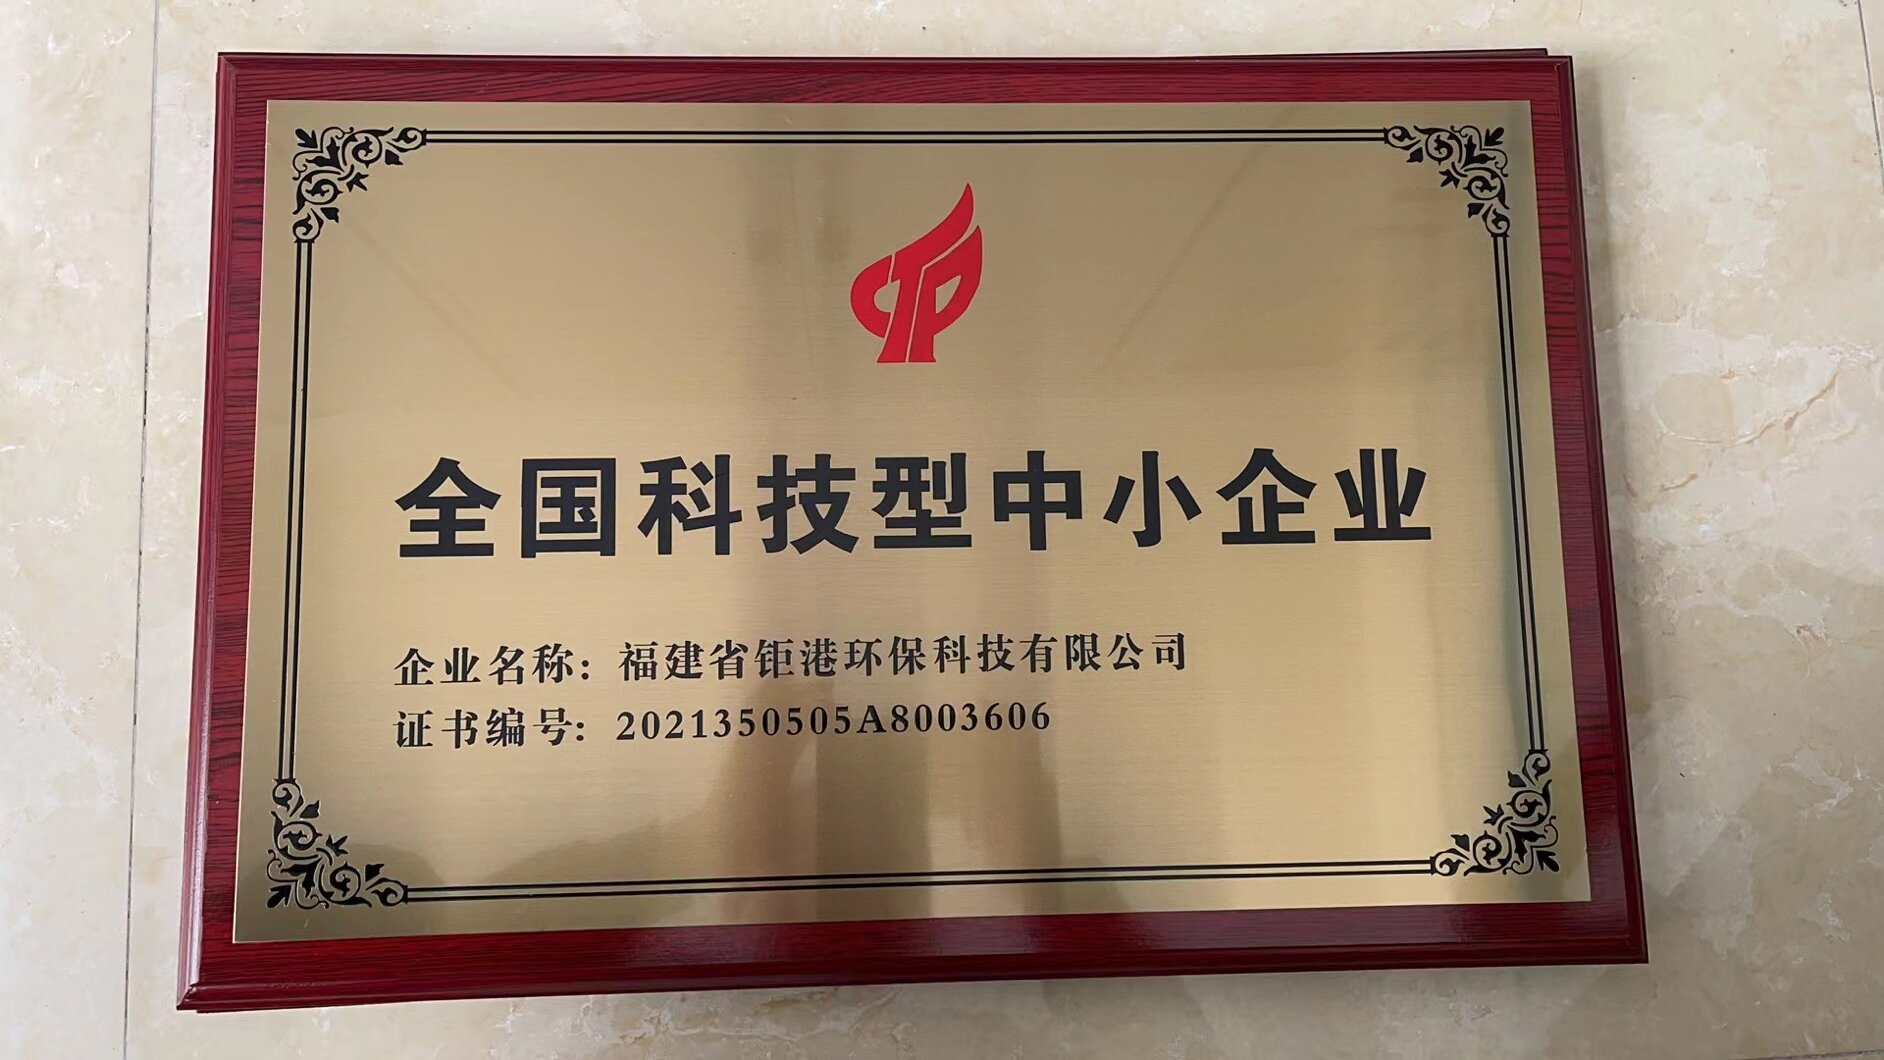 全国科技型中小企业
企业名称：福建省钜港环保科技有限公司
证书编号：2021350505A8003606